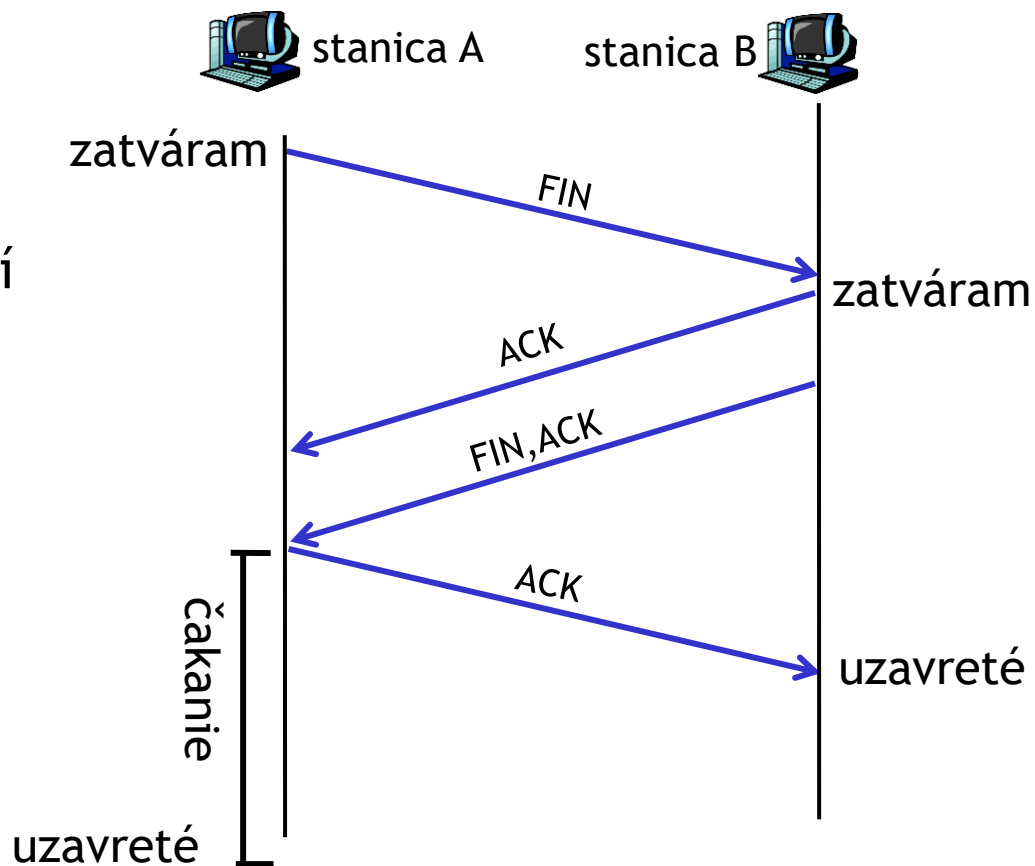 stanica A
stanica B
zatváram
FIN
í
zatváram
ACK
FIN,ACK
ACK
čakanie
uzavreté
uzavreté